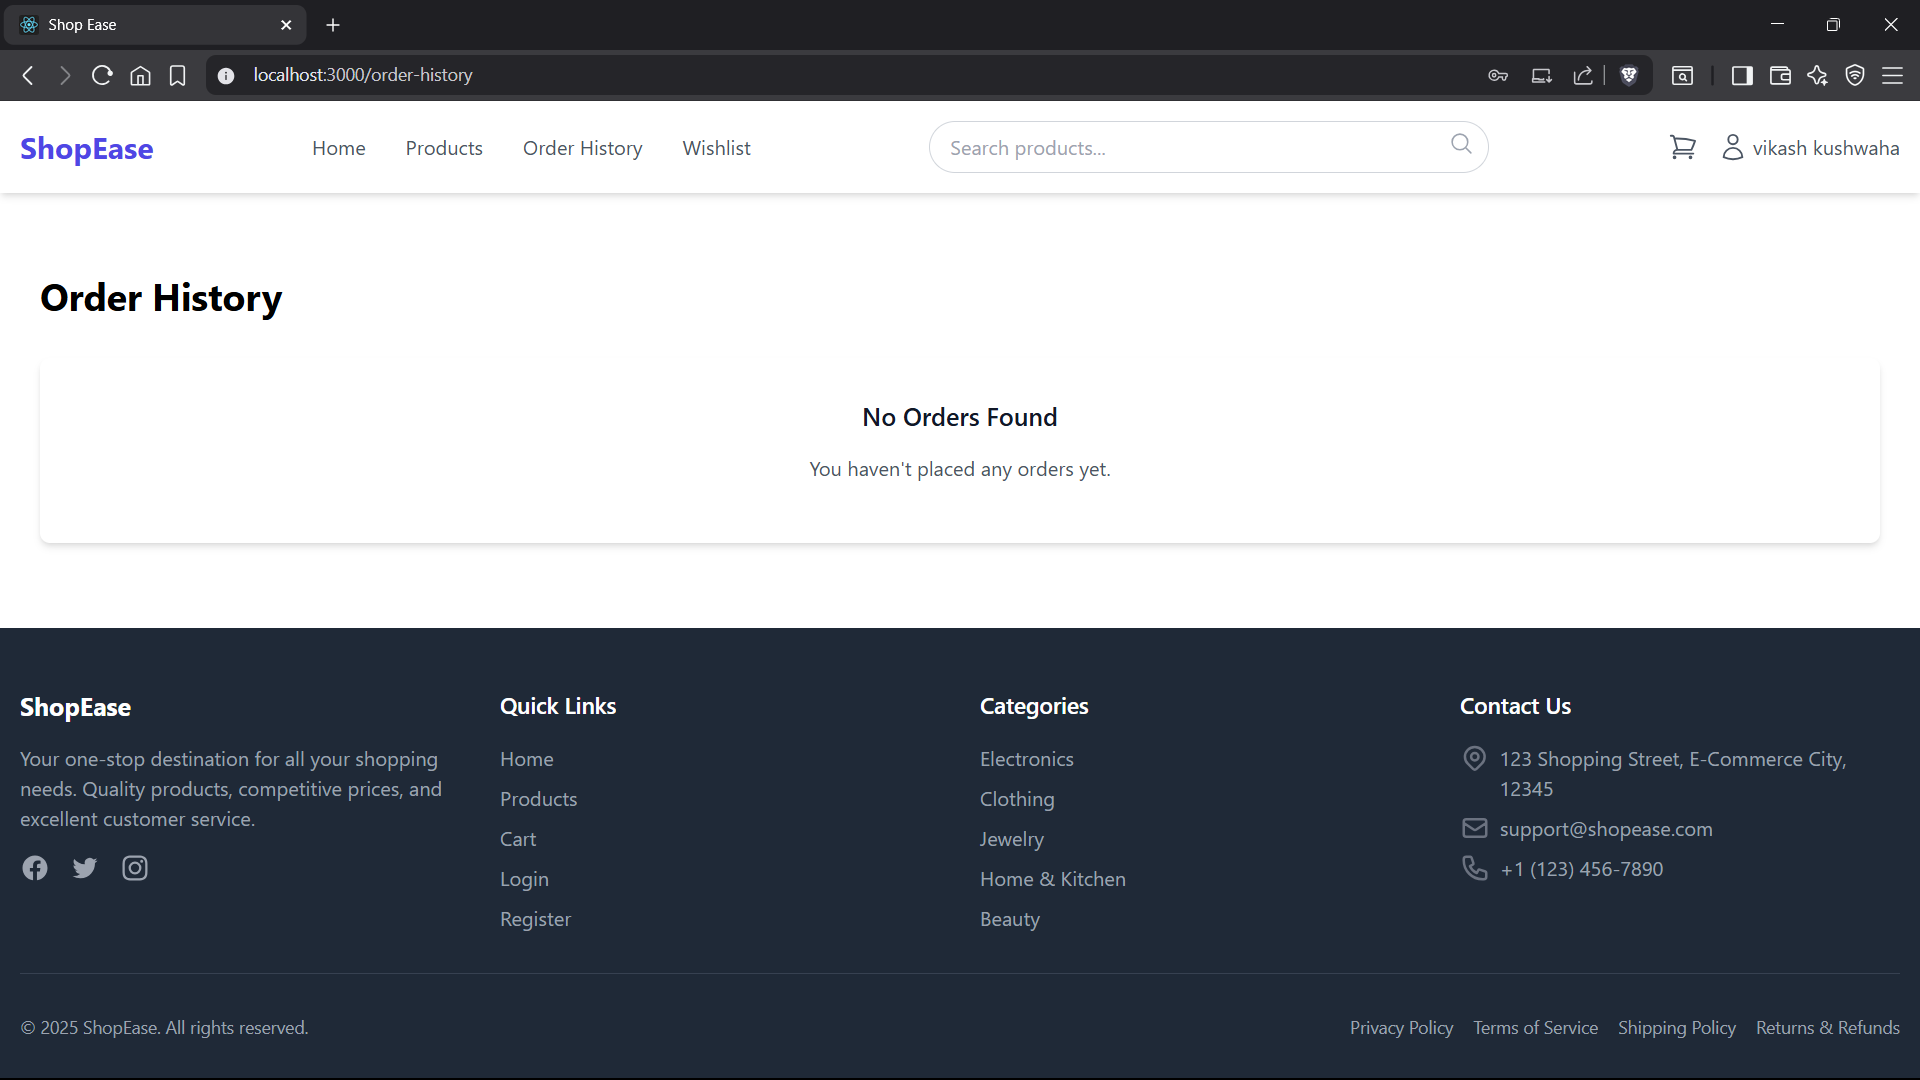 Shop Ease
localhost:3000/order-history
ShopEase
Home
Products
Order History
Wishlist
Search products...
vikash kushwaha
Order History
No Orders Found
You haven't placed any orders yet.
ShopEase
Your one-stop destination for all your shopping
needs. Quality products, competitive prices, and
excellent customer service.
Quick Links
Home
Products
Cart
Login
Register
Categories
Electronics
Clothing
Jewelry
Home & Kitchen
Beauty
Contact Us
123 Shopping Street, E-Commerce City,
12345
support@shopease.com
+1 (123) 456-7890
© 2025 ShopEase. All rights reserved.
Privacy Policy
Terms of Service
Shipping Policy
Returns & Refunds